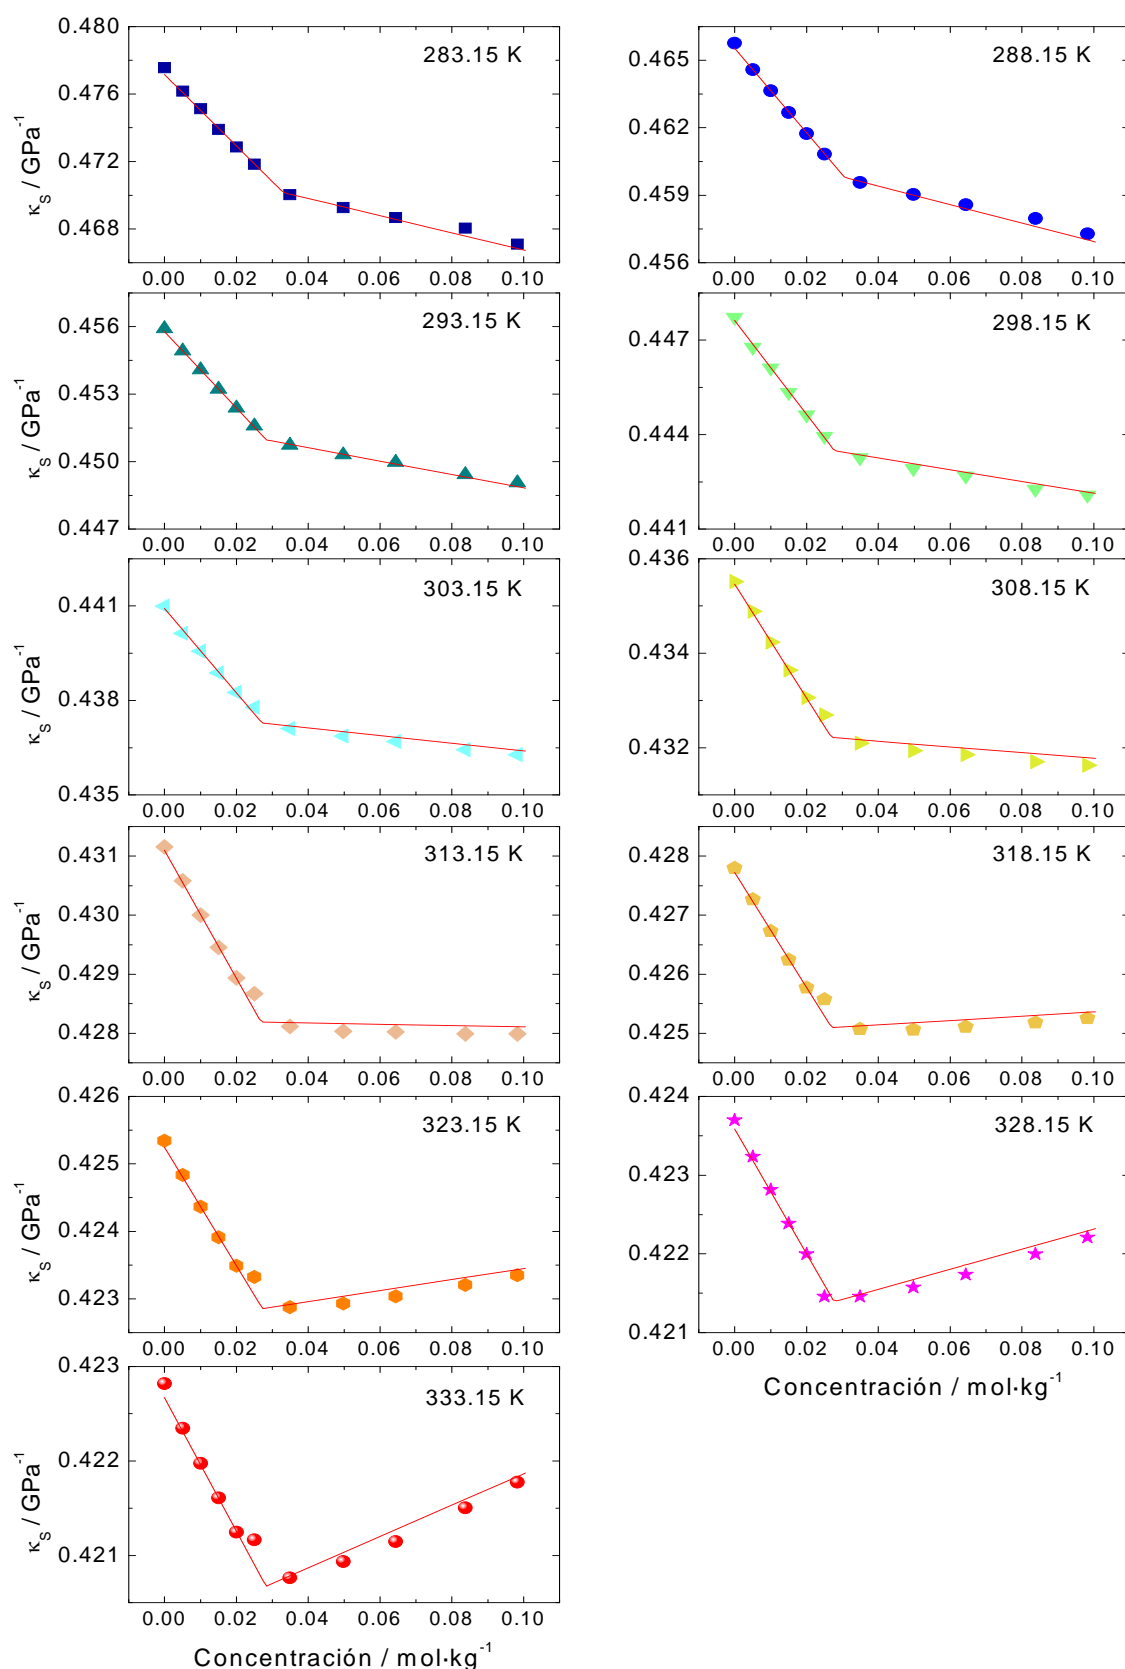 0.480
0.476
0.472
0.468
κS / GPa-1
283.15 K
0.00 0.02 0.04 0.06 0.08 0.10
0.465
0.462
0.459
0.456
288.15 K
0.00 0.02 0.04 0.06 0.08 0.10
0.456
0.453
0.450
0.447
κS / GPa-1
293.15 K
0.00 0.02 0.04 0.06 0.08 0.10
0.447
0.444
0.441
298.15 K
0.00 0.02 0.04 0.06 0.08 0.10
0.441
0.438
0.435
κS / GPa-1
303.15 K
0.00 0.02 0.04 0.06 0.08 0.10
0.436
0.434
0.432
308.15 K
0.00 0.02 0.04 0.06 0.08 0.10
0.431
0.430
0.429
0.428
κS / GPa-1
313.15 K
0.00 0.02 0.04 0.06 0.08 0.10
0.428
0.427
0.426
0.425
318.15 K
0.00 0.02 0.04 0.06 0.08 0.10
0.426
0.425
0.424
0.423
κS / GPa-1
323.15 K
0.00 0.02 0.04 0.06 0.08 0.10
0.424
0.423
0.422
0.421
328.15 K
0.00 0.02 0.04 0.06 0.08 0.10
Concentración / mol·kg-1
0.423
0.422
0.421
κS / GPa-1
333.15 K
0.00 0.02 0.04 0.06 0.08 0.10
Concentración / mol·kg-1